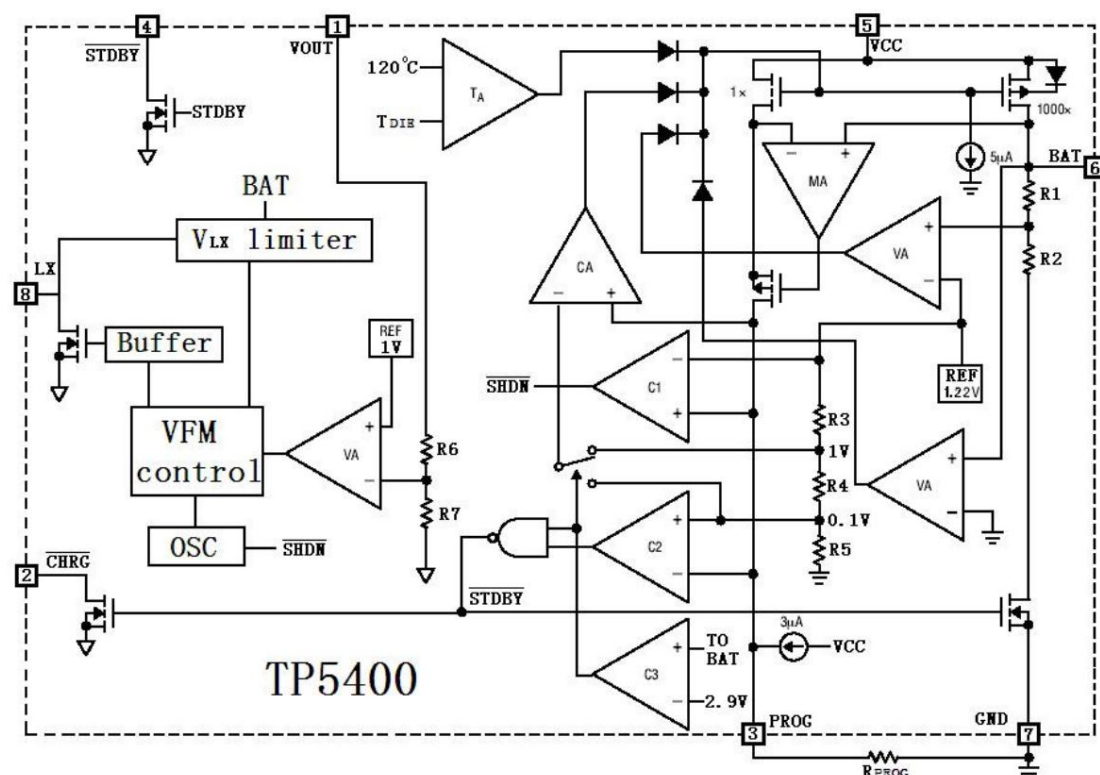 4
1
5
STDBY
VOUT
VCC
120°C
TA
TDIE
1×
1000×
STDBY
5μA
BAT
6
MA
R1
BAT
VLX limiter
VA
R2
CA
LX
8
Buffer
REF
1V
REF
1.22V
SHDN
C1
R3
VFM
control
VA
R6
1V
R4
VA
R7
0.1V
OSC
SHDN
C2
R5
CHRG
2
STDBY
3μA
VCC
TP5400
C3
TO
BAT
2.9V
PROG
3
GND
7
RPROG
+
−
+
−
+
−
+
−
+
−
+
−
+
−
+
−